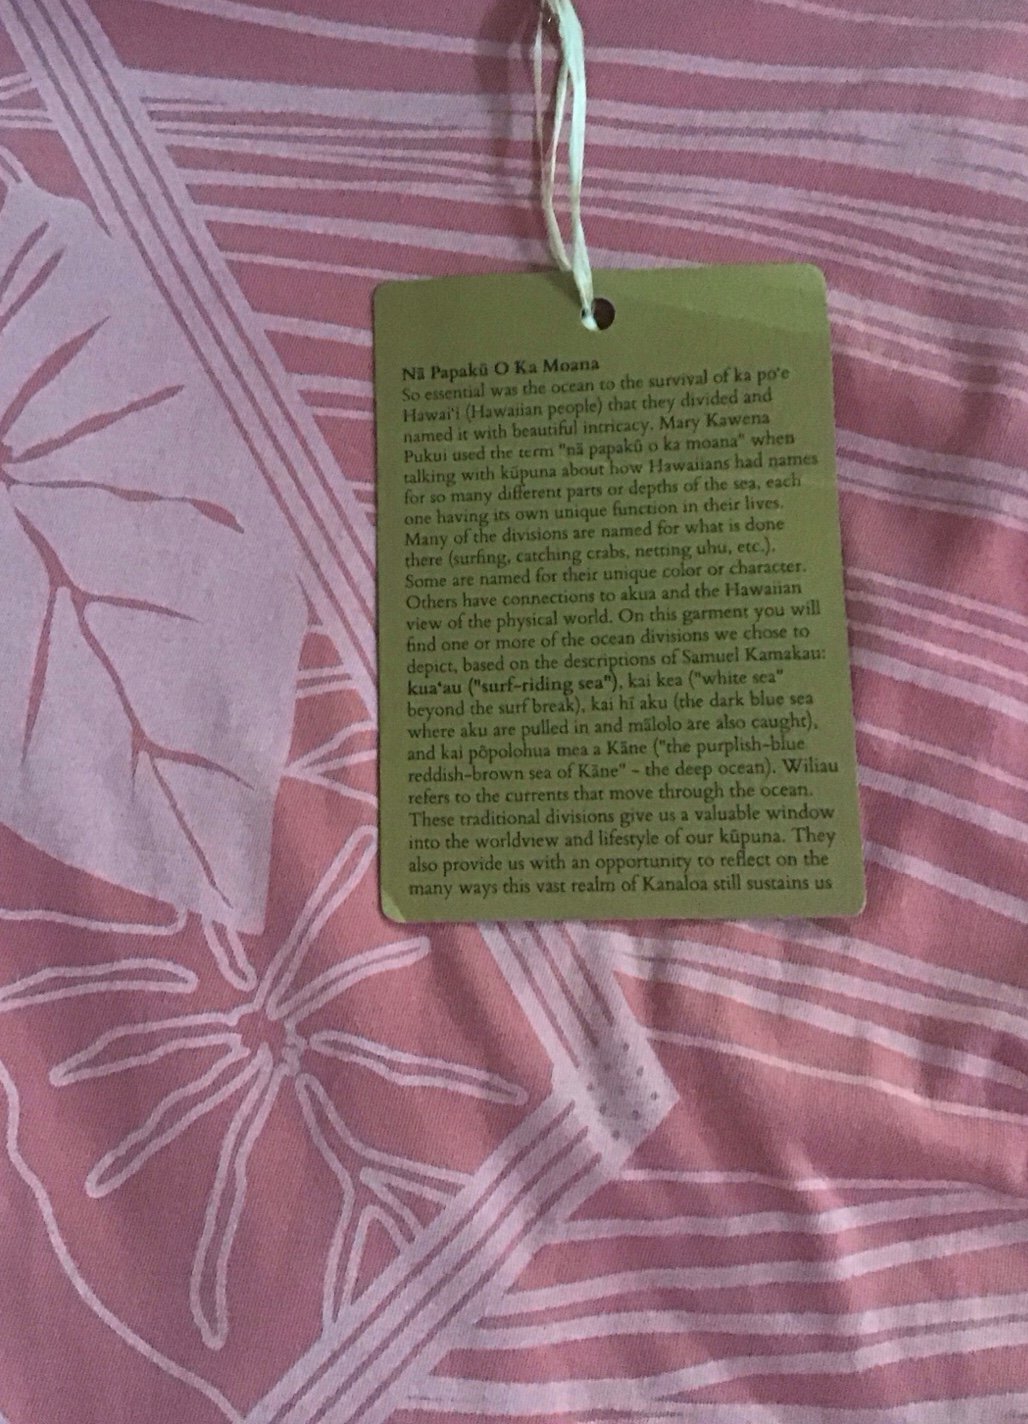 Nā Papakū O Ka Moana
So essential was the ocean to the survival of ka poʻe
Hawaiʻi (Hawaiian people) that they divided and
named it with beautiful intricacy. Mary Kawena
Pukui used the term "nā papakū o ka moana" when
talking with kūpuna about how Hawaiians had names
for so many different parts or depths of the sea, each
one having its own unique function in their lives.
Many of the divisions are named for what is done
there (surfing, catching crabs, netting uhu, etc.).
Some are named for their unique color or character.
Others have connections to akua and the Hawaiian
view of the physical world. On this garment you will
find one or more of the ocean divisions we chose to
depict, based on the descriptions of Samuel Kamakau:
kuaʻau ("surf-riding sea"), kai kea ("white sea"
beyond the surf break), kai hī aku (the dark blue sea
where aku are pulled in and mālolo are also caught),
and kai pōpolohua mea a Kāne ("the purplish-blue
reddish-brown sea of Kāne" - the deep ocean). Wiliau
refers to the currents that move through the ocean.
These traditional divisions give us a valuable window
into the worldview and lifestyle of our kūpuna. They
also provide us with an opportunity to reflect on the
many ways this vast realm of Kanaloa still sustains us